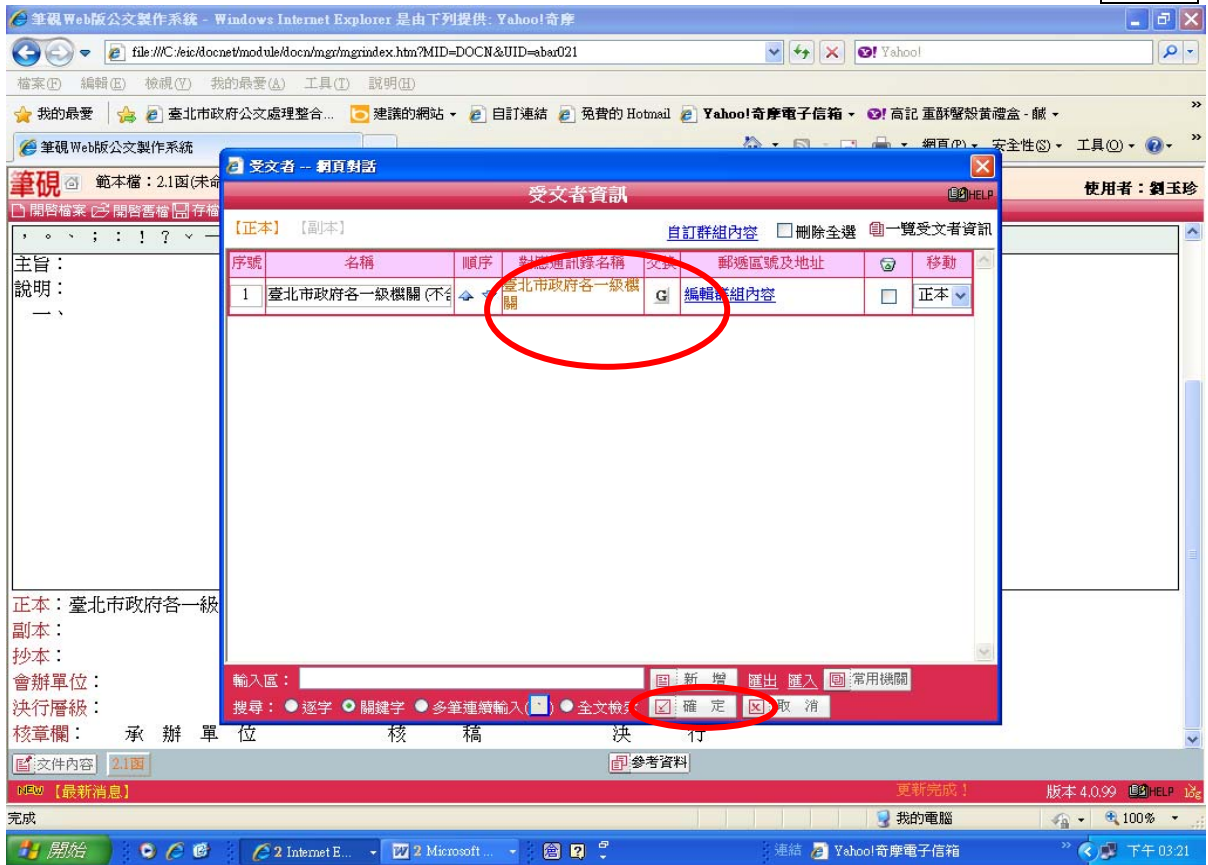 筆硯Web版公文製作系統 - Windows Internet Explorer 是由下列提供: Yahoo!奇摩
file:///C:/eic/docnet/module/docn/mgr/mgrindex.htm?MID=DOCN&UID=abar021
Yahoo!
檔案(F) 編輯(E) 檢視(V) 我的最愛(A) 工具(T) 說明(H)
我的最愛 臺北市政府公文處理整合... 建議的網站 自訂連結 免費的 Hotmail Yahoo!奇摩電子信箱
筆硯Web版公文製作系統 網頁(P) 安全性(S) 工具(O)
受文者 -- 網頁對話
筆硯 範本檔：2.1函(未命 使用者：劉玉珍
受文者資訊 HELP
開啓檔案 開啓舊檔 存檔
【正本】 【副本】 自訂群組內容 刪除全選 一覽受文者資訊
， 。 、 ； ： ！ ？
主旨：
序號 名稱 順序 對應通訊錄名稱 交換 郵遞區號及地址 移動
說明：
1 臺北市政府各一級機關 (不含 臺北市政府各一級機關 G 編輯群組內容 正本
一、
正本：臺北市政府各一級
副本：
抄本：
會辦單位：
輸入區： 新 增 匯出 匯入 常用機關
決行層級：
搜尋： 逐字 關鍵字 多筆連續輸入(、) 全文檢索 確 定 取 消
核章欄： 承 辦 單 位 核 稿 決 行
文件內容 2.1函 參考資料
NEW 【最新消息】 更新完成！ 版本 4.0.99 HELP log
完成 我的電腦 100%
開始 2 Internet E... 2 Microsoft ... 倉 連結 Yahoo!奇摩電子信箱 下午 03:21